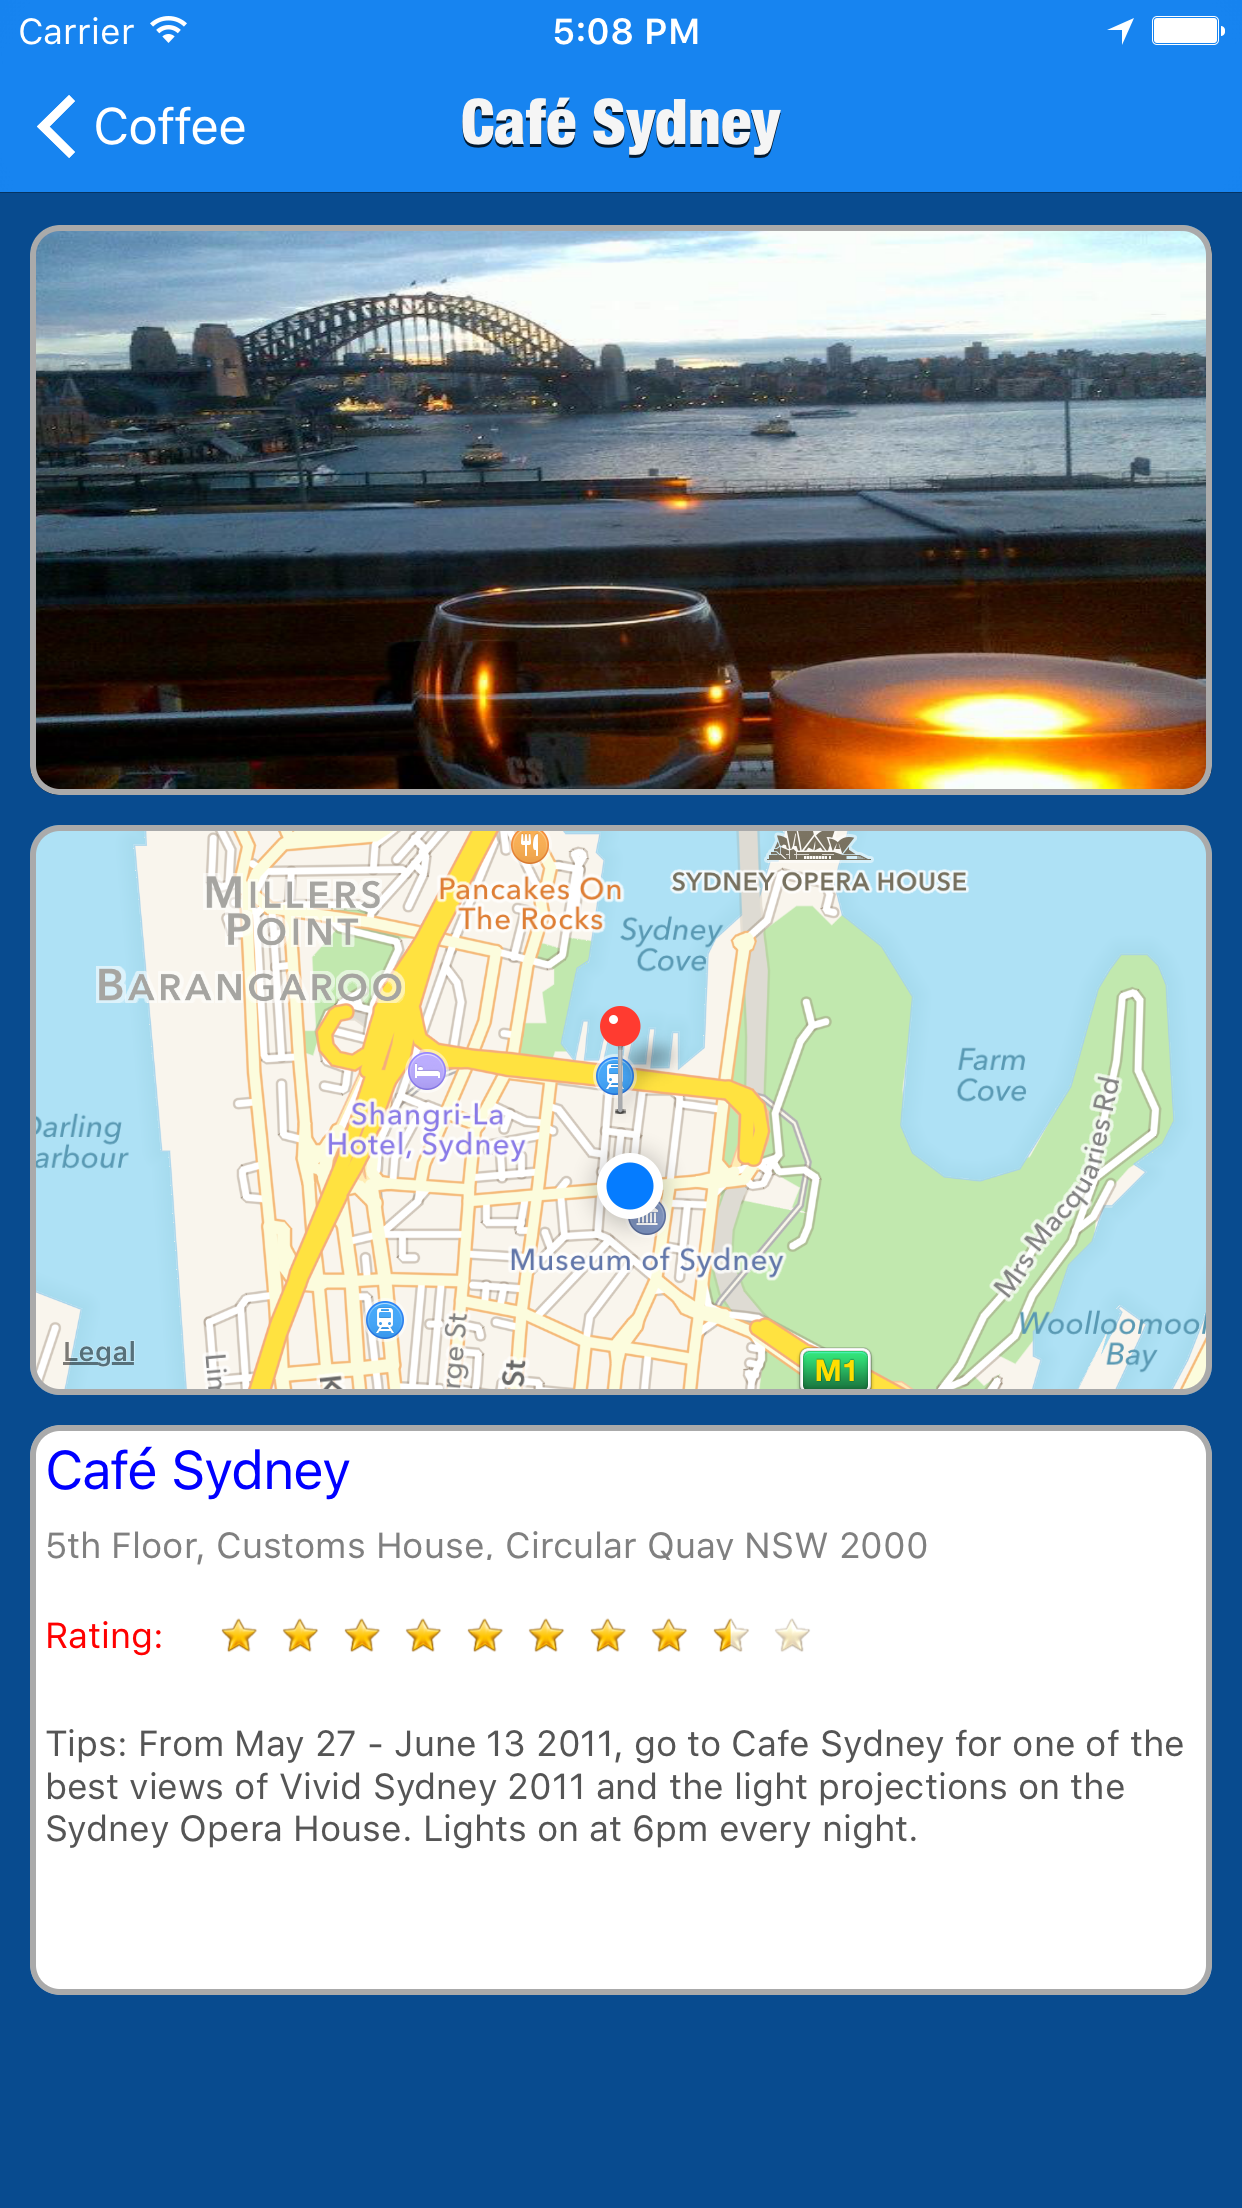 Carrier 5:08 PM
Coffee Café Sydney
CS
SYDNEY OPERA HOUSE
MILLERS
POINT
Pancakes On
The Rocks
Sydney
Cove
BARANGAROO
Farm
Cove
Shangri-La
Hotel, Sydney
Mrs Macquaries Rd
Museum of Sydney
Legal
St
M1
Bay
Café Sydney
5th Floor, Customs House, Circular Quay NSW 2000
Rating:
Tips: From May 27 - June 13 2011, go to Cafe Sydney for one of the
best views of Vivid Sydney 2011 and the light projections on the
Sydney Opera House. Lights on at 6pm every night.